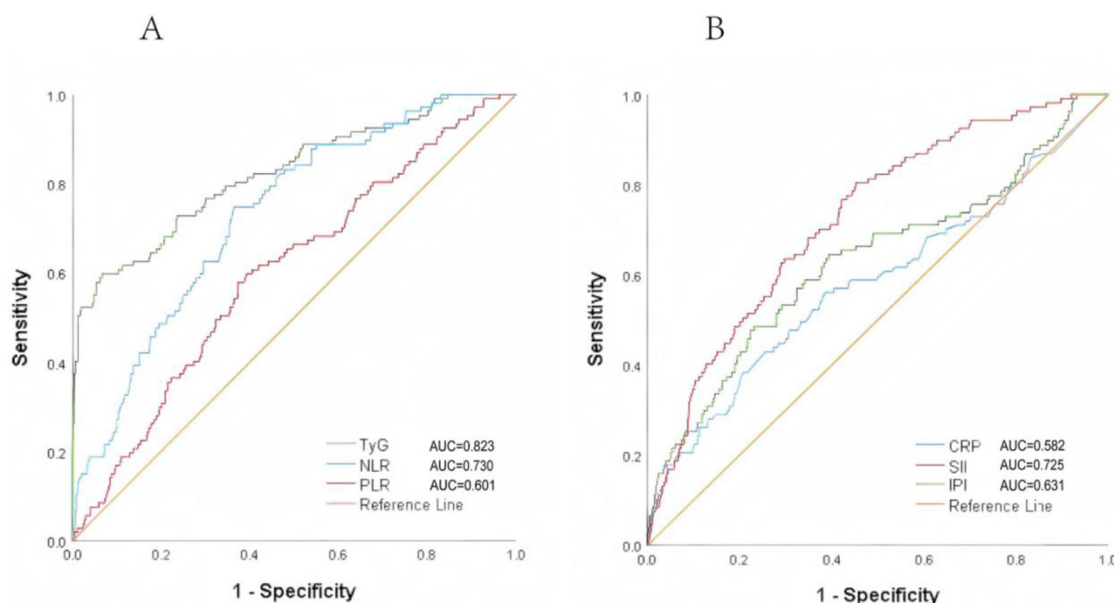 A
B
1.0
0.8
0.6
0.4
0.2
0.0
Sensitivity
TyG AUC=0.823
NLR AUC=0.730
PLR AUC=0.601
Reference Line
0.0 0.2 0.4 0.6 0.8 1.0
1 - Specificity
1.0
0.8
0.6
0.4
0.2
0.0
Sensitivity
CRP AUC=0.582
SII AUC=0.725
IPI AUC=0.631
Reference Line
0.0 0.2 0.4 0.6 0.8 1.0
1 - Specificity